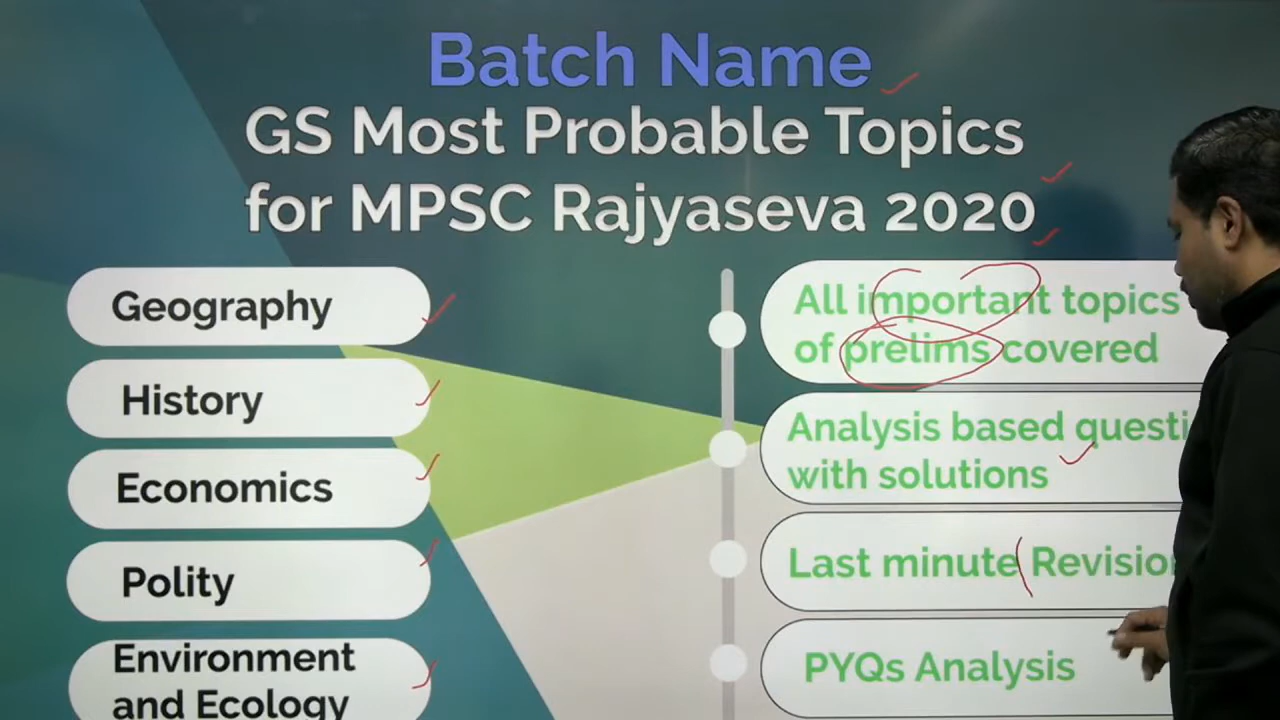 Batch Name
GS Most Probable Topics
for MPSC Rajyaseva 2020
Geography
History
Economics
Polity
Environment
and Ecology
All important topics
of prelims covered
Analysis based
with solutions
Last minute
PYQs Analysis